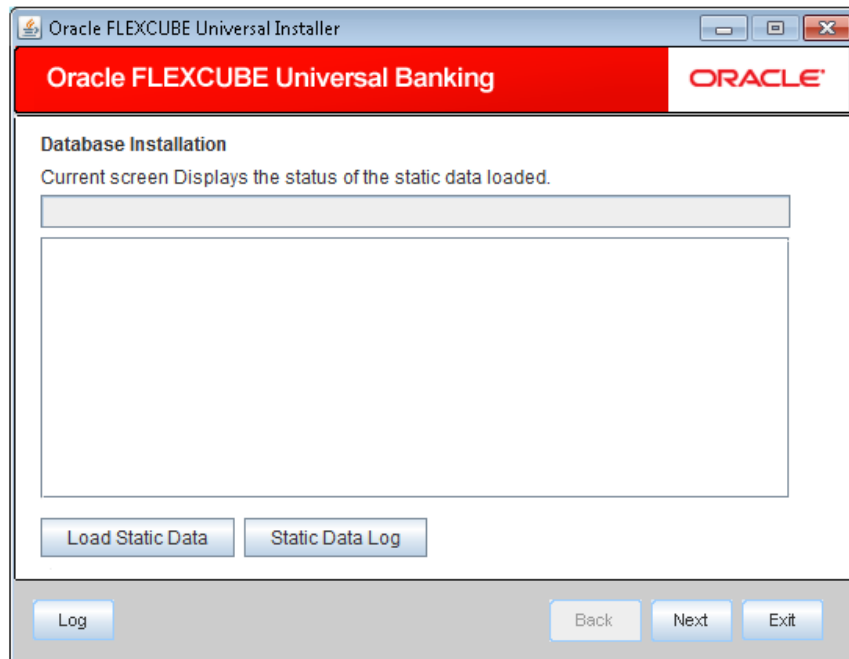 Oracle FLEXCUBE Universal Installer
Oracle FLEXCUBE Universal Banking
ORACLE
Database Installation
Current screen Displays the status of the static data loaded.
Load Static Data
Static Data Log
Log
Back
Next
Exit